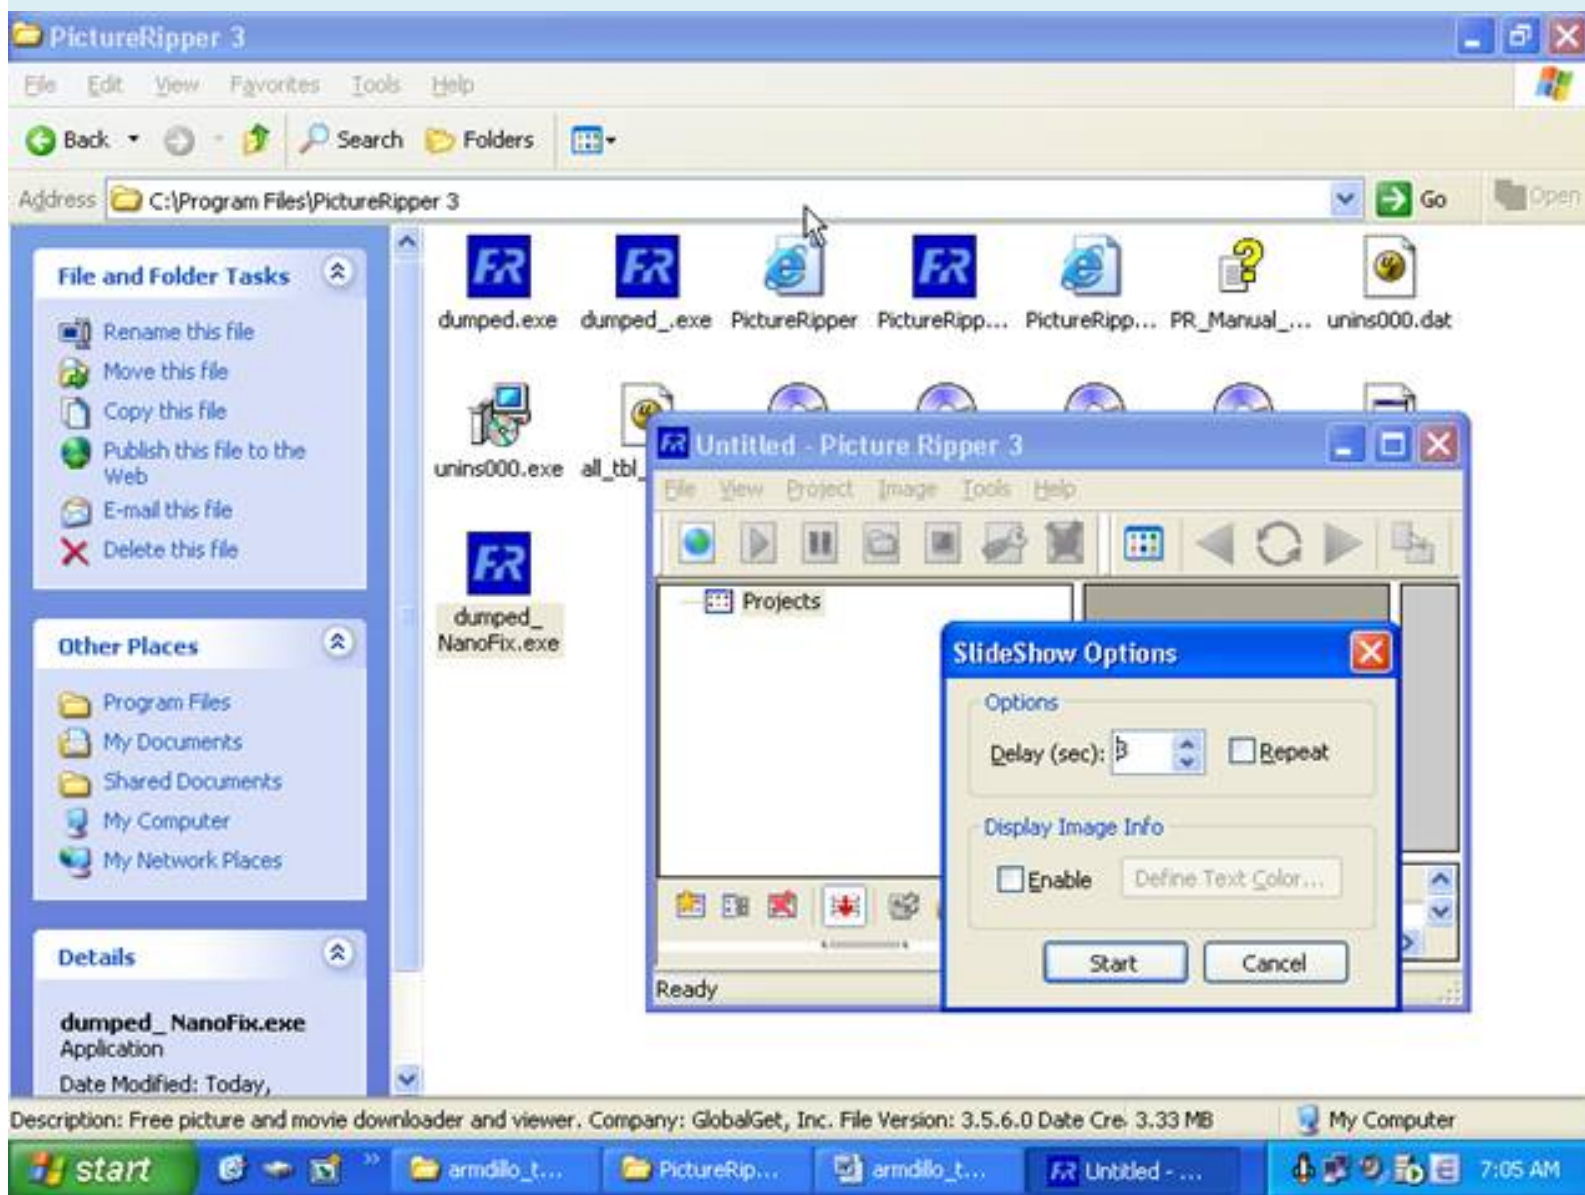 PictureRipper 3
File Edit View Favorites Tools Help
Back Search Folders
Address C:\Program Files\PictureRipper 3 Go Open
File and Folder Tasks
Rename this file
Move this file
Copy this file
Publish this file to the
Web
E-mail this file
Delete this file
Other Places
Program Files
My Documents
Shared Documents
My Computer
My Network Places
Details
dumped_ NanoFix.exe
Application
Date Modified: Today,
dumped.exe dumped_.exe PictureRipper PictureRipp... PictureRipp... PR_Manual_... unins000.dat
unins000.exe all_tbl_
dumped_
NanoFix.exe
FR Untitled - Picture Ripper 3
File View Project Image Tools Help
Projects
Ready
SlideShow Options
Options
Delay (sec): 3 Repeat
Display Image Info
Enable Define Text Color...
Start Cancel
Description: Free picture and movie downloader and viewer. Company: GlobalGet, Inc. File Version: 3.5.6.0 Date Cre 3.33 MB My Computer
start armdillo_t... PictureRip... armdillo_t... Untitled - ... 7:05 AM